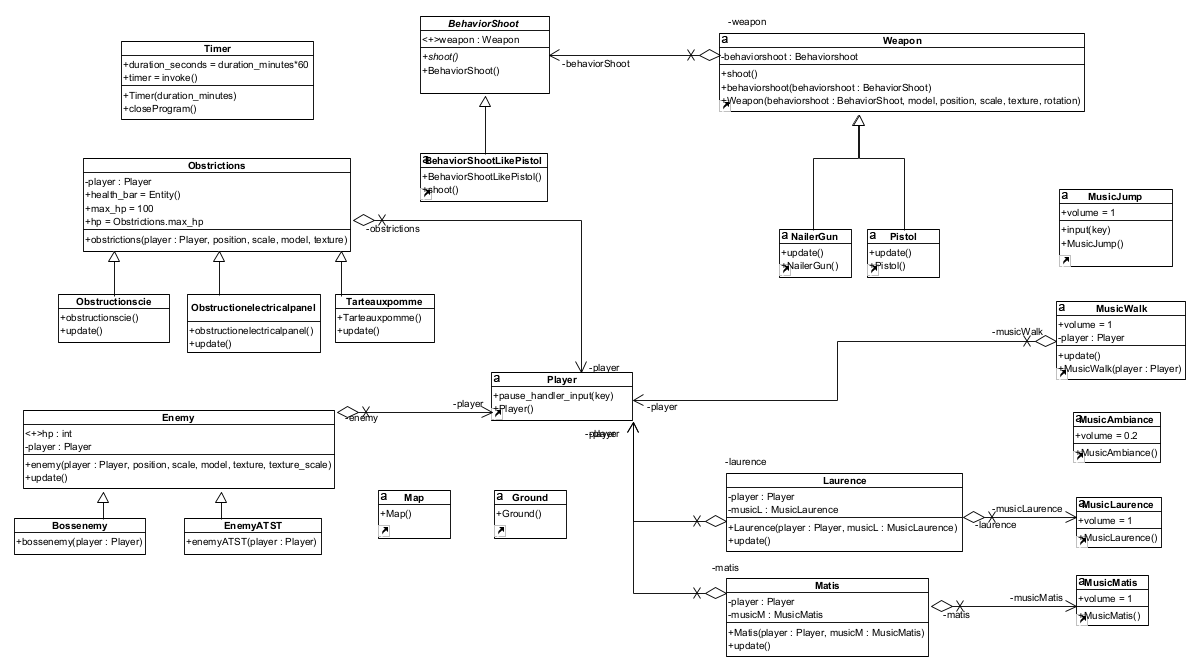 -weapon
BehaviorShoot
<+>weapon : Weapon
+shoot()
+BehaviorShoot()
-behaviorShoot
a
Weapon
-behaviorshoot : Behaviorshoot
+shoot()
+behaviorshoot(behaviorshoot : BehaviorShoot)
+Weapon(behaviorshoot : BehaviorShoot, model, position, scale, texture, rotation)
Timer
+duration_seconds = duration_minutes*60
+timer = invoke()
+Timer(duration_minutes)
+closeProgram()
a
BehaviorShootLikePistol
+BehaviorShootLikePistol()
+shoot()
Obstrictions
-player : Player
+health_bar = Entity()
+max_hp = 100
+hp = Obstrictions.max_hp
+obstrictions(player : Player, position, scale, model, texture)
-obstrictions
a
MusicJump
+volume = 1
+input(key)
+MusicJump()
a
NailerGun
+update()
+NailerGun()
a
Pistol
+update()
+Pistol()
Obstructionscie
+obstructionscie()
+update()
Obstructionelectricalpanel
+obstructionelectricalpanel()
+update()
Tarteauxpomme
+Tarteauxpomme()
+update()
-musicWalk
a
MusicWalk
+volume = 1
-player : Player
+update()
+MusicWalk(player : Player)
-player
a
Player
+pause_handler_input(key)
+Player()
-player
-player
-player
-player
Enemy
<+>hp : int
-player : Player
+enemy(player : Player, position, scale, model, texture, texture_scale)
+update()
-enemy
a
MusicAmbiance
+volume = 0.2
+MusicAmbiance()
Bossenemy
+bossenemy(player : Player)
EnemyATST
+enemyATST(player : Player)
a
Map
+Map()
a
Ground
+Ground()
-laurence
Laurence
-player : Player
-musicL : MusicLaurence
+Laurence(player : Player, musicL : MusicLaurence)
+update()
-musicLaurence
-laurence
a
MusicLaurence
+volume = 1
+MusicLaurence()
-matis
Matis
-player : Player
-musicM : MusicMatis
+Matis(player : Player, musicM : MusicMatis)
+update()
-musicMatis
-matis
a
MusicMatis
+volume = 1
+MusicMatis()